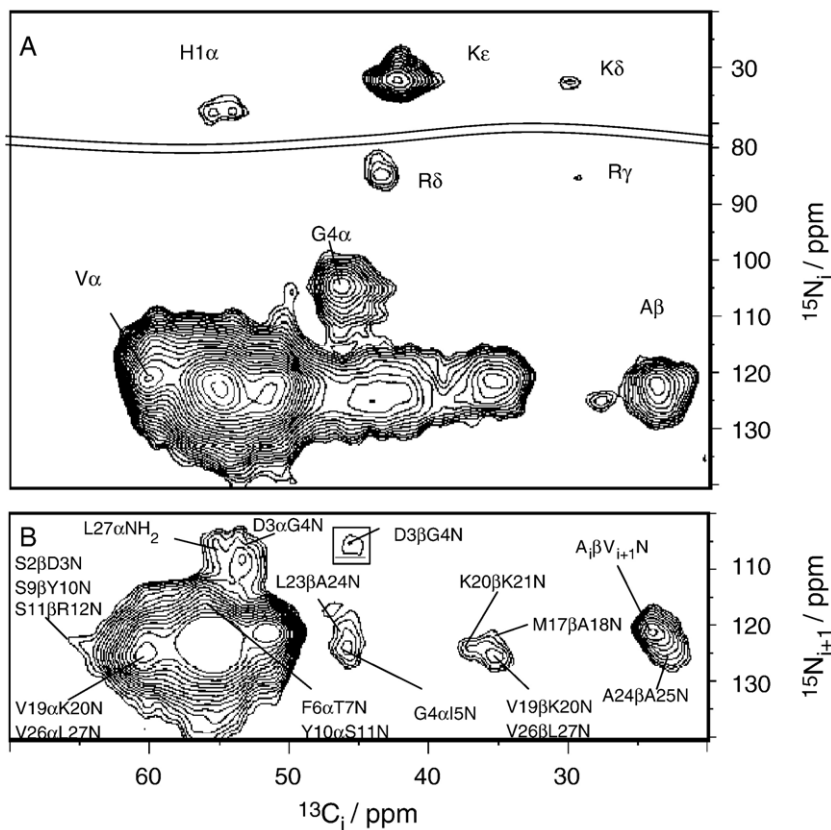 A
H1α
Kε
Kδ
30
80
Rδ
Rγ
90
G4α
100
Vα
Aβ
110
120
130
¹⁵Nᵢ / ppm
B
L27αNH₂
D3αG4N
D3βG4N
AᵢβVᵢ₊₁N
S2βD3N
S9βY10N
S11βR12N
L23βA24N
K20βK21N
M17βA18N
110
120
130
¹⁵Nᵢ₊₁ / ppm
V19αK20N
V26αL27N
F6αT7N
Y10αS11N
G4αI5N
V19βK20N
V26βL27N
A24βA25N
60
50
40
30
¹³Cᵢ / ppm